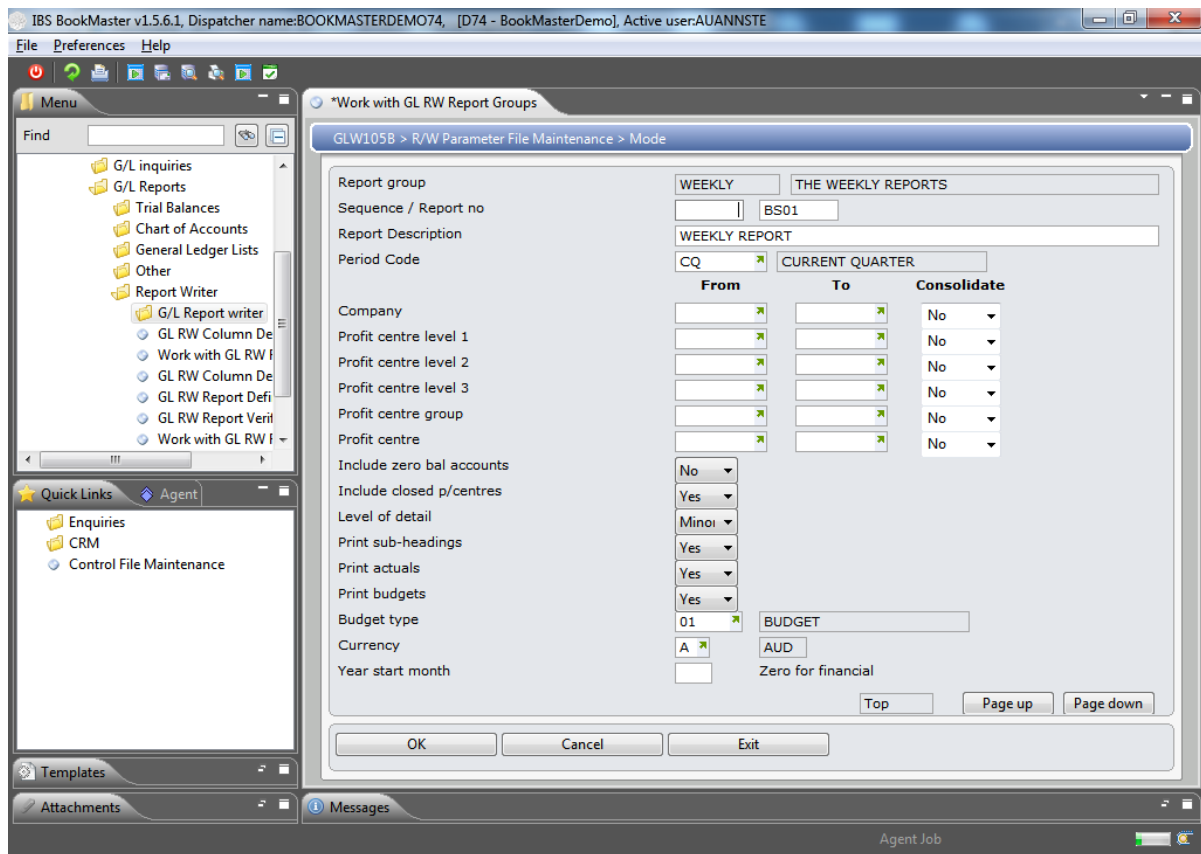 IBS BookMaster v1.5.6.1, Dispatcher name:BOOKMASTERDEMO74, [D74 - BookMasterDemo], Active user:AUANNSTE
File Preferences Help
Menu
Find
G/L inquiries
G/L Reports
Trial Balances
Chart of Accounts
General Ledger Lists
Other
Report Writer
G/L Report writer
GL RW Column De
Work with GL RW F
GL RW Column De
GL RW Report Defi
GL RW Report Verif
Work with GL RW F
Quick Links Agent
Enquiries
CRM
Control File Maintenance
Templates
Attachments
*Work with GL RW Report Groups
GLW105B > R/W Parameter File Maintenance > Mode
Report group WEEKLY THE WEEKLY REPORTS
Sequence / Report no BS01
Report Description WEEKLY REPORT
Period Code CQ CURRENT QUARTER
From To Consolidate
Company No
Profit centre level 1 No
Profit centre level 2 No
Profit centre level 3 No
Profit centre group No
Profit centre No
Include zero bal accounts No
Include closed p/centres Yes
Level of detail Minor
Print sub-headings Yes
Print actuals Yes
Print budgets Yes
Budget type 01 BUDGET
Currency A AUD
Year start month Zero for financial
Top Page up Page down
OK Cancel Exit
Messages
Agent Job